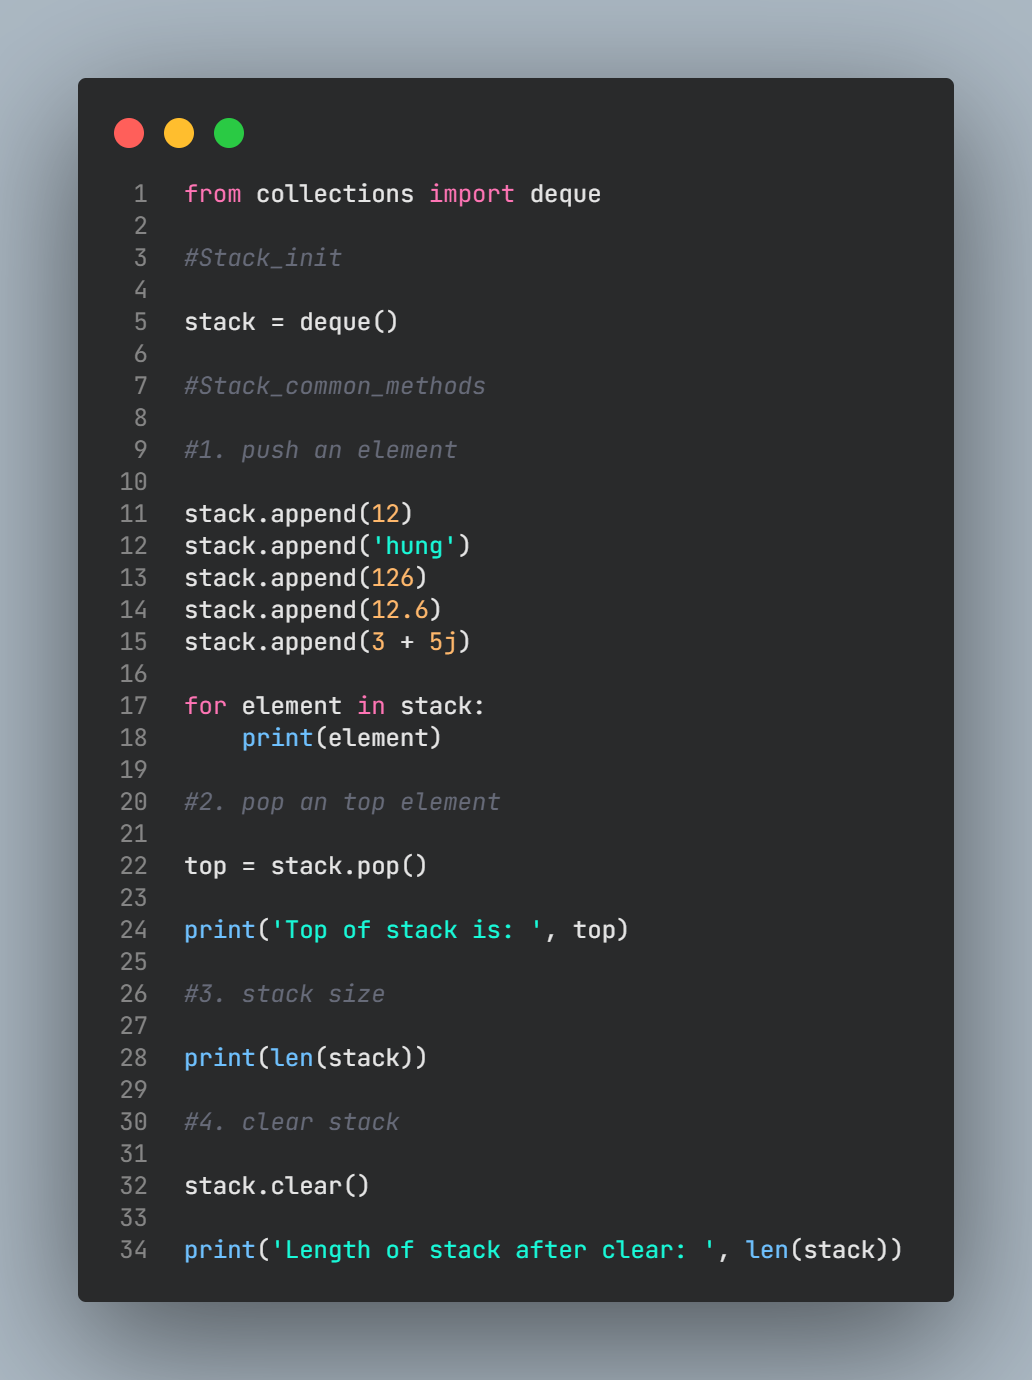 1 from collections import deque
2
3 #Stack_init
4
5 stack = deque()
6
7 #Stack_common_methods
8
9 #1. push an element
10
11 stack.append(12)
12 stack.append('hung')
13 stack.append(126)
14 stack.append(12.6)
15 stack.append(3 + 5j)
16
17 for element in stack:
18     print(element)
19
20 #2. pop an top element
21
22 top = stack.pop()
23
24 print('Top of stack is: ', top)
25
26 #3. stack size
27
28 print(len(stack))
29
30 #4. clear stack
31
32 stack.clear()
33
34 print('Length of stack after clear: ', len(stack))